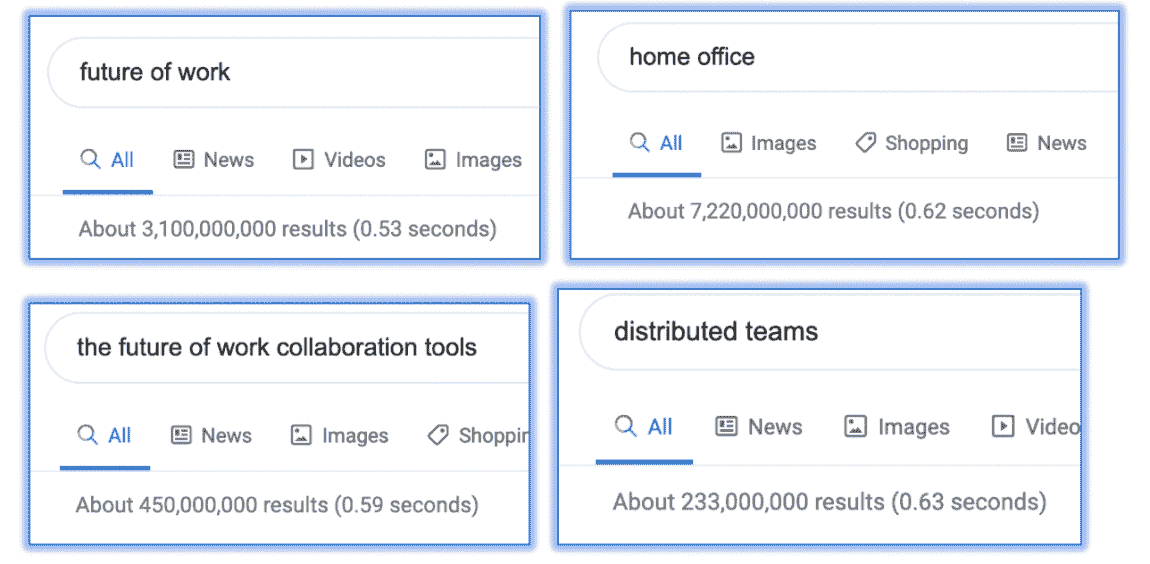 future of work
All News Videos Images
About 3,100,000,000 results (0.53 seconds)
home office
All Images Shopping News
About 7,220,000,000 results (0.62 seconds)
the future of work collaboration tools
All News Images Shoppin
About 450,000,000 results (0.59 seconds)
distributed teams
All News Images Video
About 233,000,000 results (0.63 seconds)